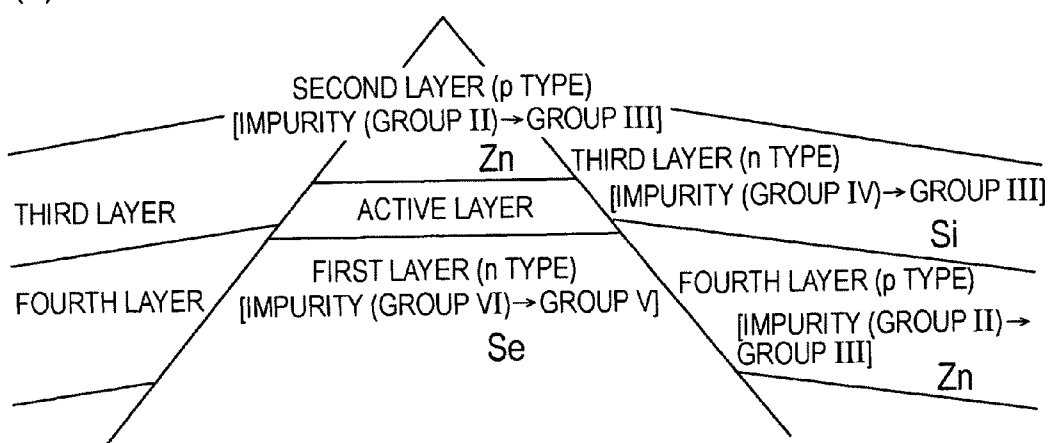 SECOND LAYER (p TYPE)
[IMPURITY (GROUP II)→GROUP III]
Zn
THIRD LAYER (n TYPE)
[IMPURITY (GROUP IV)→GROUP III]
Si
THIRD LAYER
ACTIVE LAYER
FIRST LAYER (n TYPE)
[IMPURITY (GROUP VI)→GROUP V]
Se
FOURTH LAYER
FOURTH LAYER (p TYPE)
[IMPURITY (GROUP II)→
GROUP III]
Zn